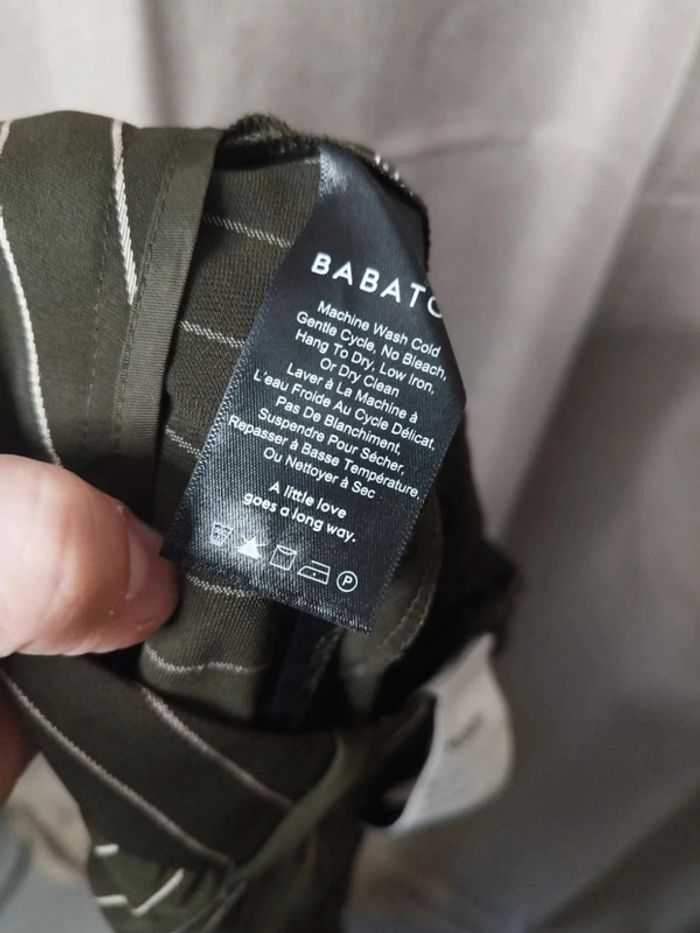 BABATO
Machine Wash Cold
Gentle Cycle, No Bleach,
Hang To Dry, Low Iron,
Or Dry Clean
Laver à La Machine à
L'eau Froide Au Cycle Délicat,
Pas De Blanchiment,
Suspendre Pour Sécher,
Repasser à Basse Température,
Ou Nettoyer à Sec
A little love
goes a long way.
P